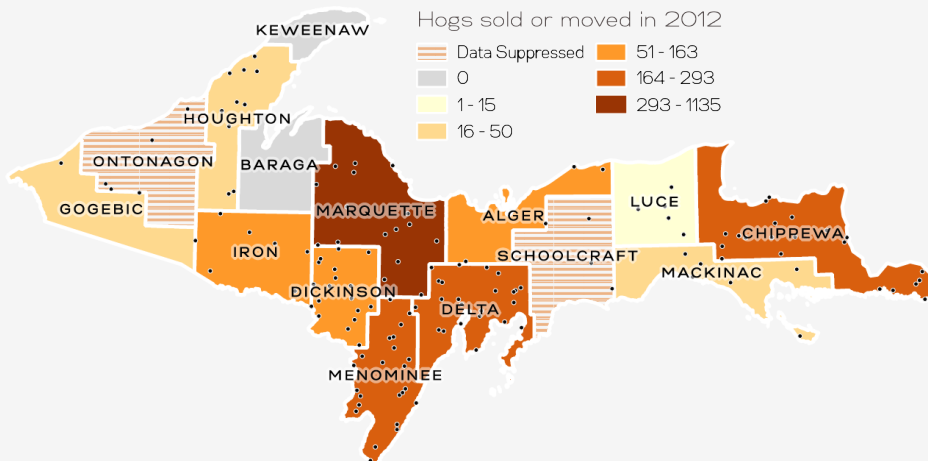 Hogs sold or moved in 2012
Data Suppressed
0
1 - 15
16 - 50
51 - 163
164 - 293
293 - 1135
KEWEENAW
HOUGHTON
ONTONAGON
BARAGA
GOGEBIC
MARQUETTE
IRON
DICKINSON
ALGER
LUCE
SCHOOLCRAFT
CHIPPEWA
MACKINAC
DELTA
MENOMINEE